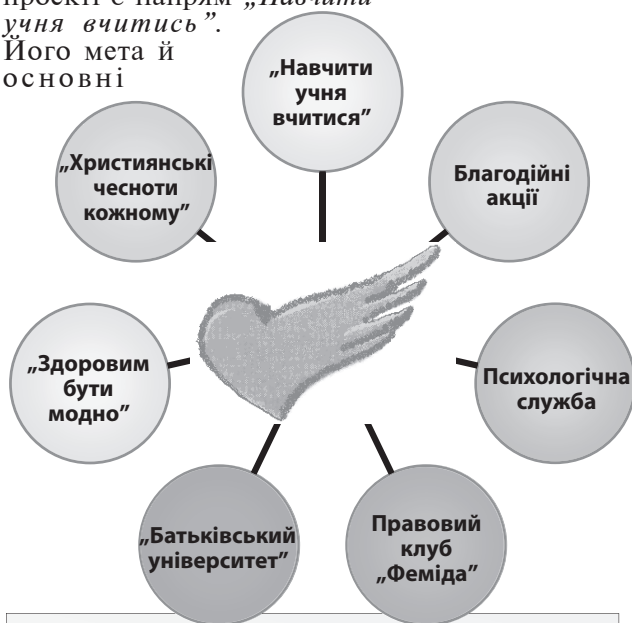 проєкті є напрям „Навчити
учня вчитись”.
Його мета й
основні
„Навчити
учня
вчитися”
„Християнські
чесноти
кожному”
Благодійні
акції
„Здоровим
бути
модно”
Психологічна
служба
„Батьківський
університет”
Правовий
клуб
„Феміда”